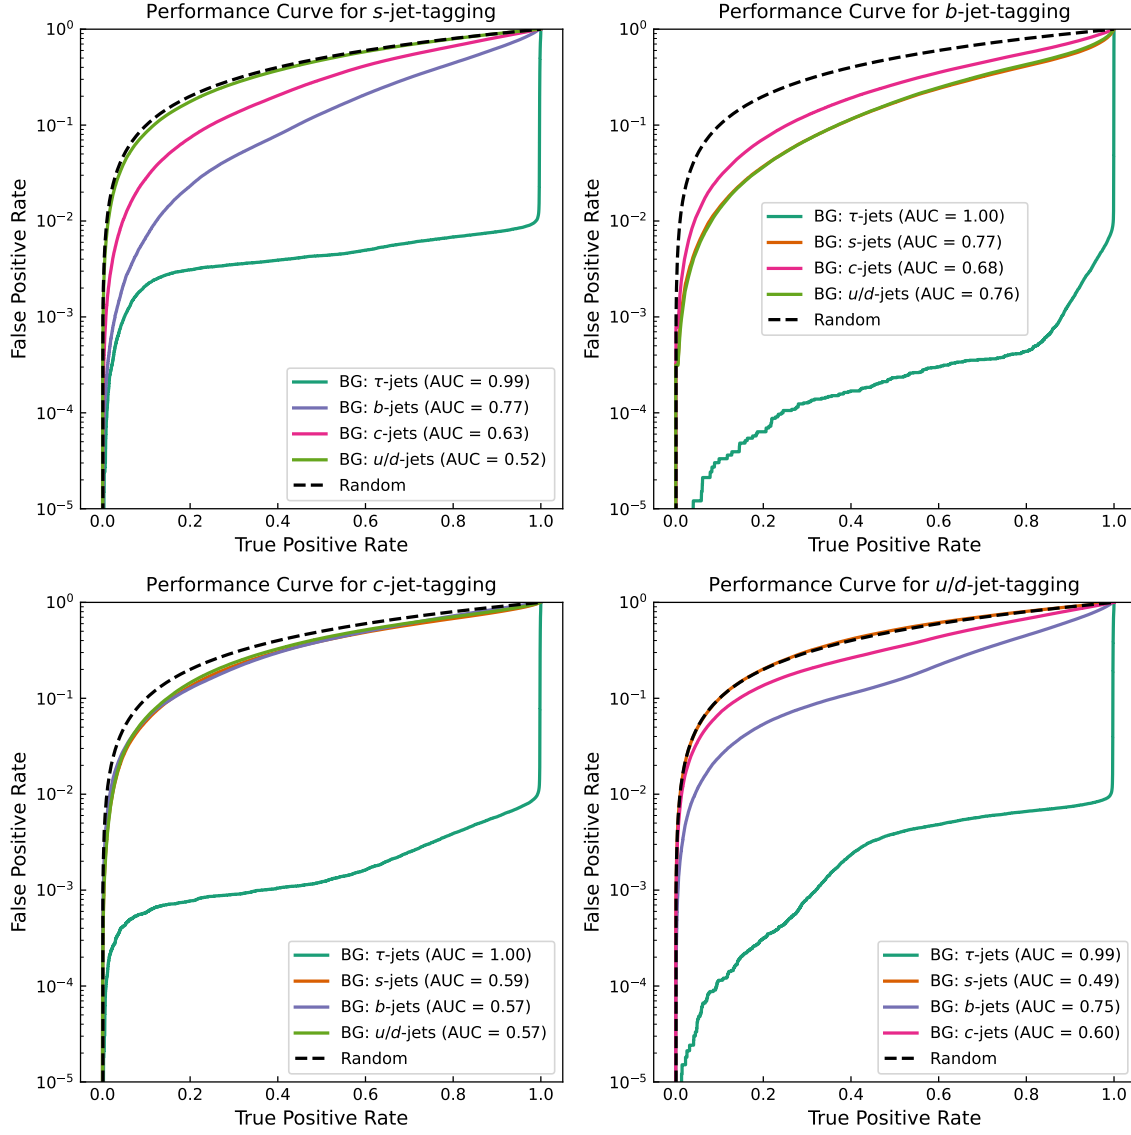 Performance Curve for s-jet-tagging
False Positive Rate
10⁰
10⁻¹
10⁻²
10⁻³
10⁻⁴
10⁻⁵
BG: τ-jets (AUC = 0.99)
BG: b-jets (AUC = 0.77)
BG: c-jets (AUC = 0.63)
BG: u/d-jets (AUC = 0.52)
Random
0.0 0.2 0.4 0.6 0.8 1.0
True Positive Rate
Performance Curve for b-jet-tagging
False Positive Rate
10⁰
10⁻¹
10⁻²
10⁻³
10⁻⁴
10⁻⁵
BG: τ-jets (AUC = 1.00)
BG: s-jets (AUC = 0.77)
BG: c-jets (AUC = 0.68)
BG: u/d-jets (AUC = 0.76)
Random
0.0 0.2 0.4 0.6 0.8 1.0
True Positive Rate
Performance Curve for c-jet-tagging
False Positive Rate
10⁰
10⁻¹
10⁻²
10⁻³
10⁻⁴
10⁻⁵
BG: τ-jets (AUC = 1.00)
BG: s-jets (AUC = 0.59)
BG: b-jets (AUC = 0.57)
BG: u/d-jets (AUC = 0.57)
Random
0.0 0.2 0.4 0.6 0.8 1.0
True Positive Rate
Performance Curve for u/d-jet-tagging
False Positive Rate
10⁰
10⁻¹
10⁻²
10⁻³
10⁻⁴
10⁻⁵
BG: τ-jets (AUC = 0.99)
BG: s-jets (AUC = 0.49)
BG: b-jets (AUC = 0.75)
BG: c-jets (AUC = 0.60)
Random
0.0 0.2 0.4 0.6 0.8 1.0
True Positive Rate